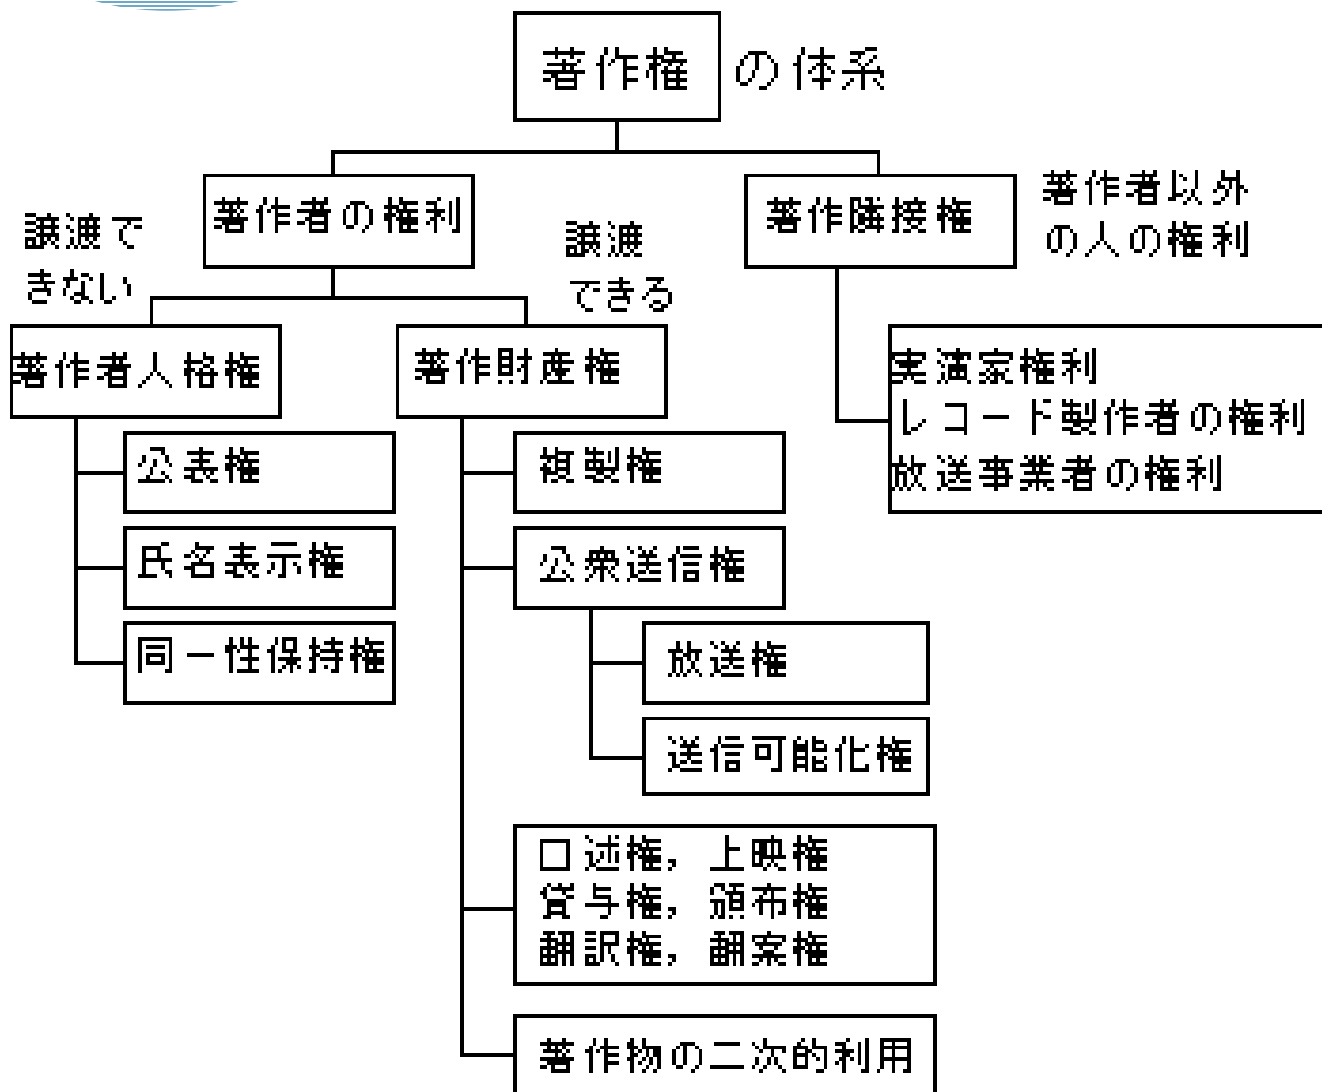 著作権の体系
著作者の権利
著作隣接権
著作者以外
の人の権利
譲渡で
きない
譲渡
できる
著作者人格権
著作財産権
実演家権利
レコード製作者の権利
放送事業者の権利
公表権
氏名表示権
同一性保持権
複製権
公衆送信権
放送権
送信可能化権
口述権，上映権
貸与権，頒布権
翻訳権，翻案権
著作物の二次的利用